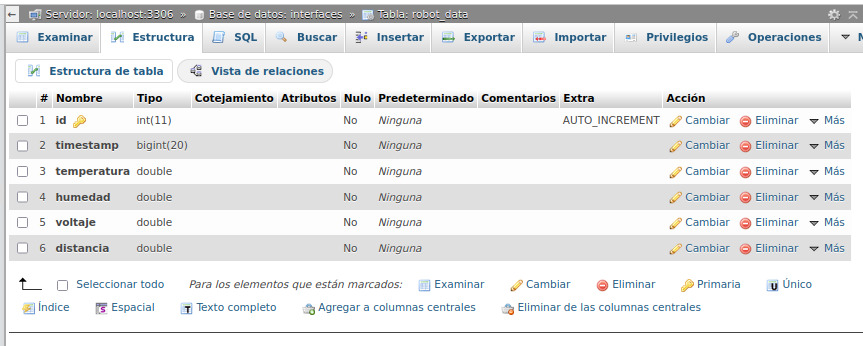 Servidor: localhost:3306 » Base de datos: interfaces » Tabla: robot_data
Examinar Estructura SQL Buscar Insertar Exportar Importar Privilegios Operaciones
Estructura de tabla Vista de relaciones
# Nombre Tipo Cotejamiento Atributos Nulo Predeterminado Comentarios Extra Acción
1 id int(11) No Ninguna AUTO_INCREMENT Cambiar Eliminar Más
2 timestamp bigint(20) No Ninguna Cambiar Eliminar Más
3 temperatura double No Ninguna Cambiar Eliminar Más
4 humedad double No Ninguna Cambiar Eliminar Más
5 voltaje double No Ninguna Cambiar Eliminar Más
6 distancia double No Ninguna Cambiar Eliminar Más
Seleccionar todo Para los elementos que están marcados: Examinar Cambiar Eliminar Primaria Único
Índice Espacial Texto completo Agregar a columnas centrales Eliminar de las columnas centrales